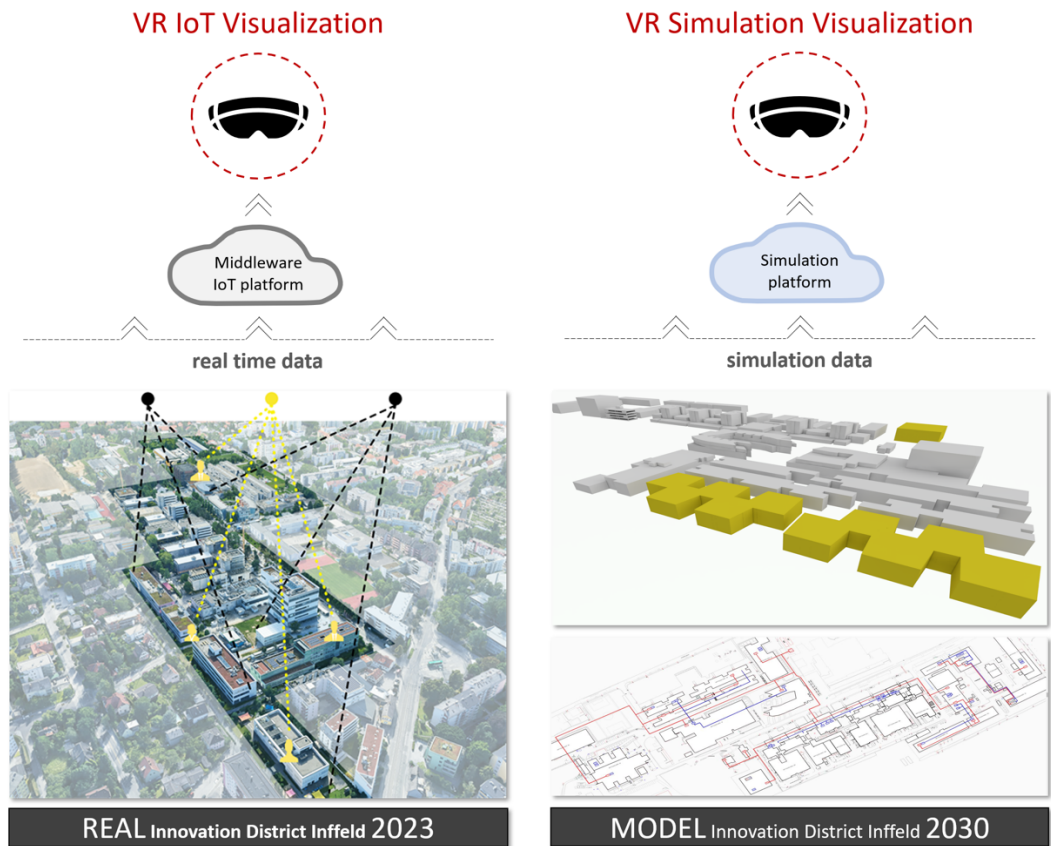 VR IoT Visualization
Middleware
IoT platform
real time data
REAL Innovation District Inffeld 2023
VR Simulation Visualization
Simulation
platform
simulation data
MODEL Innovation District Inffeld 2030